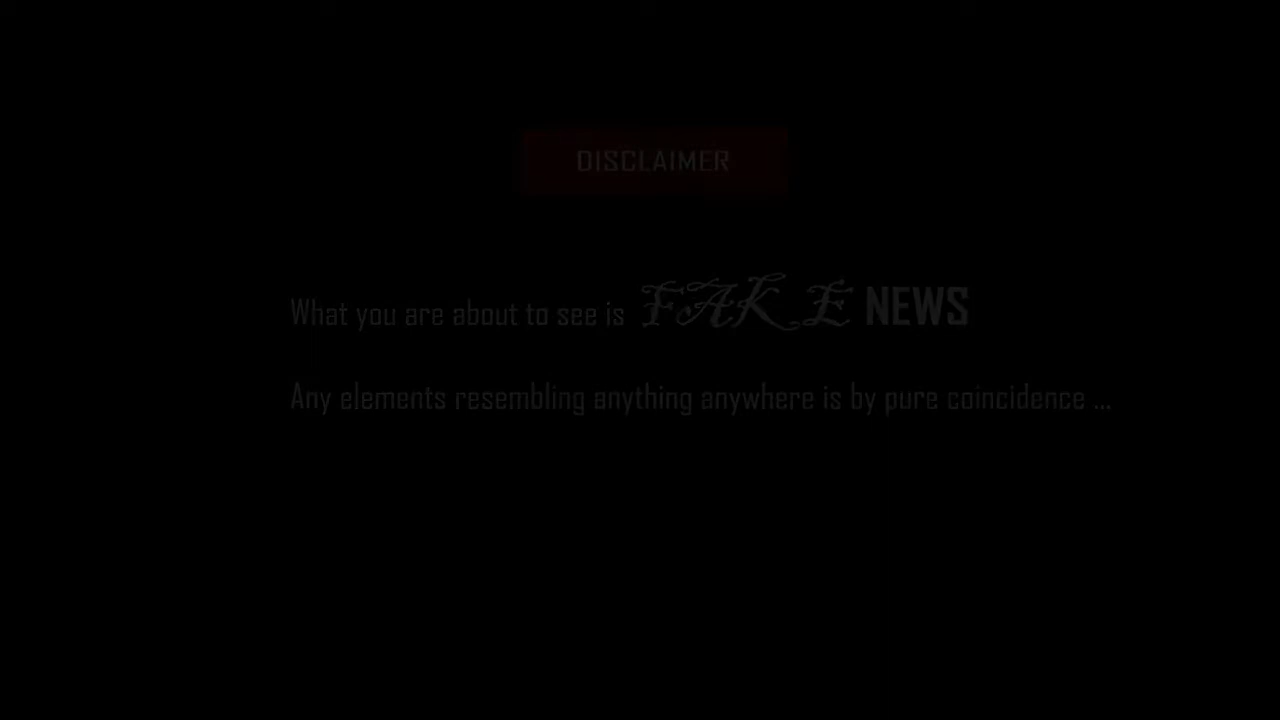 DISCLAIMER
What you are about to see is FAKE NEWS
Any elements resembling anything anywhere is by pure coincidence ...